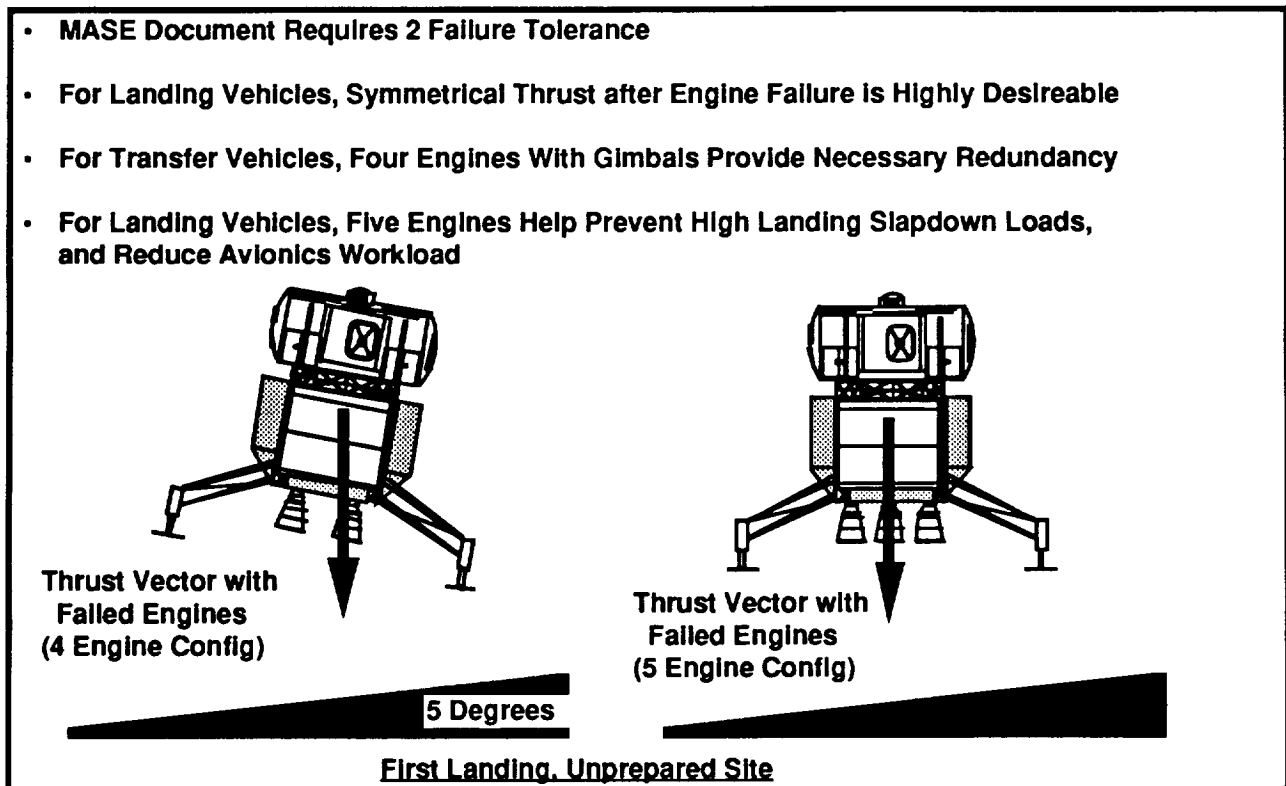 · MASE Document Requires 2 Failure Tolerance
· For Landing Vehicles, Symmetrical Thrust after Engine Failure is Highly Desireable
· For Transfer Vehicles, Four Engines With Gimbals Provide Necessary Redundancy
· For Landing Vehicles, Five Engines Help Prevent High Landing Slapdown Loads,
and Reduce Avionics Workload
Thrust Vector with
Failed Engines
(4 Engine Config)
Thrust Vector with
Failed Engines
(5 Engine Config)
5 Degrees
First Landing, Unprepared Site